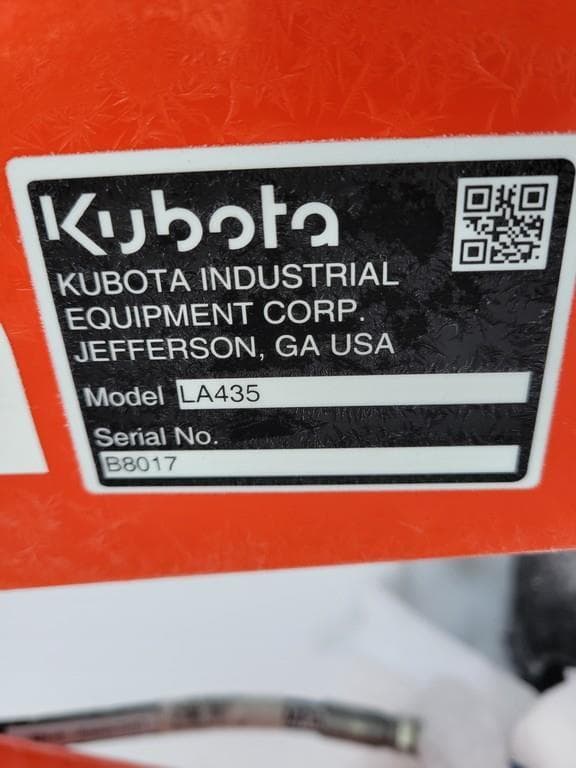 Kubota
KUBOTA INDUSTRIAL
EQUIPMENT CORP.
JEFFERSON, GA USA
Model LA435
Serial No.
B8017